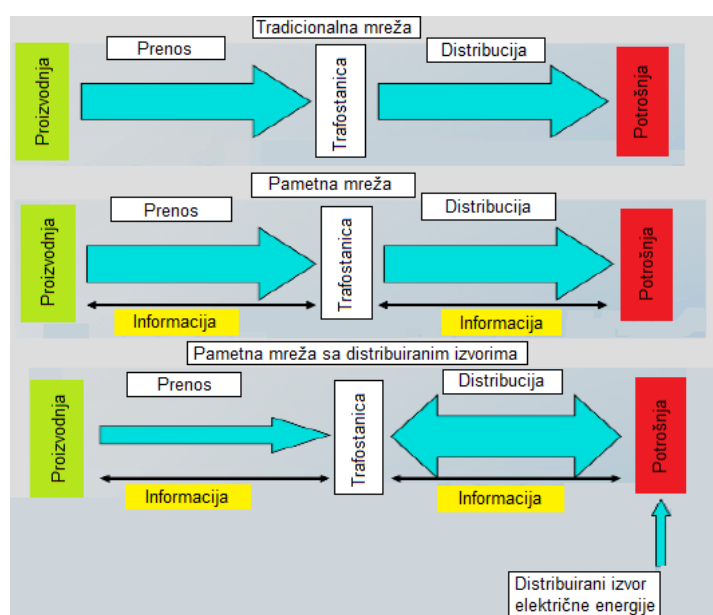 Tradicionalna mreža
Prenos
Distribucija
Proizvodnja
Trafostanica
Potrošnja
Pametna mreža
Prenos
Distribucija
Proizvodnja
Trafostanica
Potrošnja
Informacija
Informacija
Pametna mreža sa distribuiranim izvorima
Prenos
Distribucija
Proizvodnja
Trafostanica
Potrošnja
Informacija
Informacija
Distribuirani izvor
električne energije